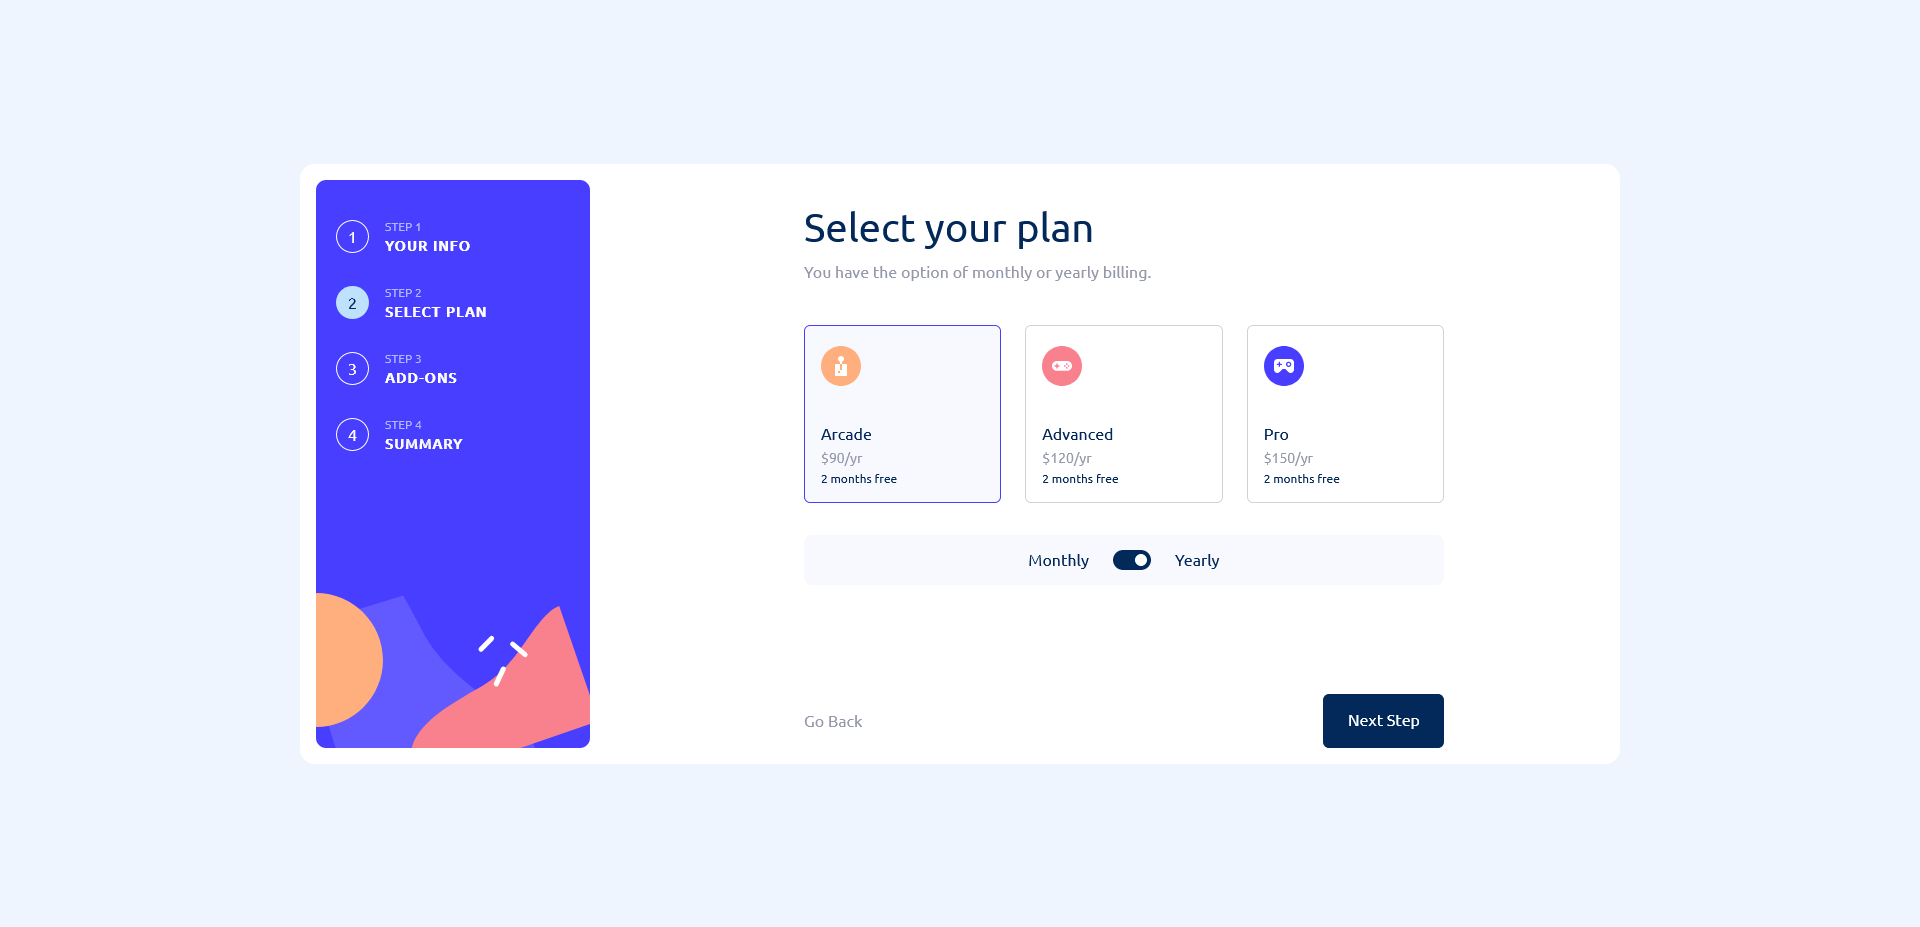 1
STEP 1
YOUR INFO
2
STEP 2
SELECT PLAN
3
STEP 3
ADD-ONS
4
STEP 4
SUMMARY
Select your plan
You have the option of monthly or yearly billing.
Arcade
$90/yr
2 months free
Advanced
$120/yr
2 months free
Pro
$150/yr
2 months free
Monthly
Yearly
Go Back
Next Step